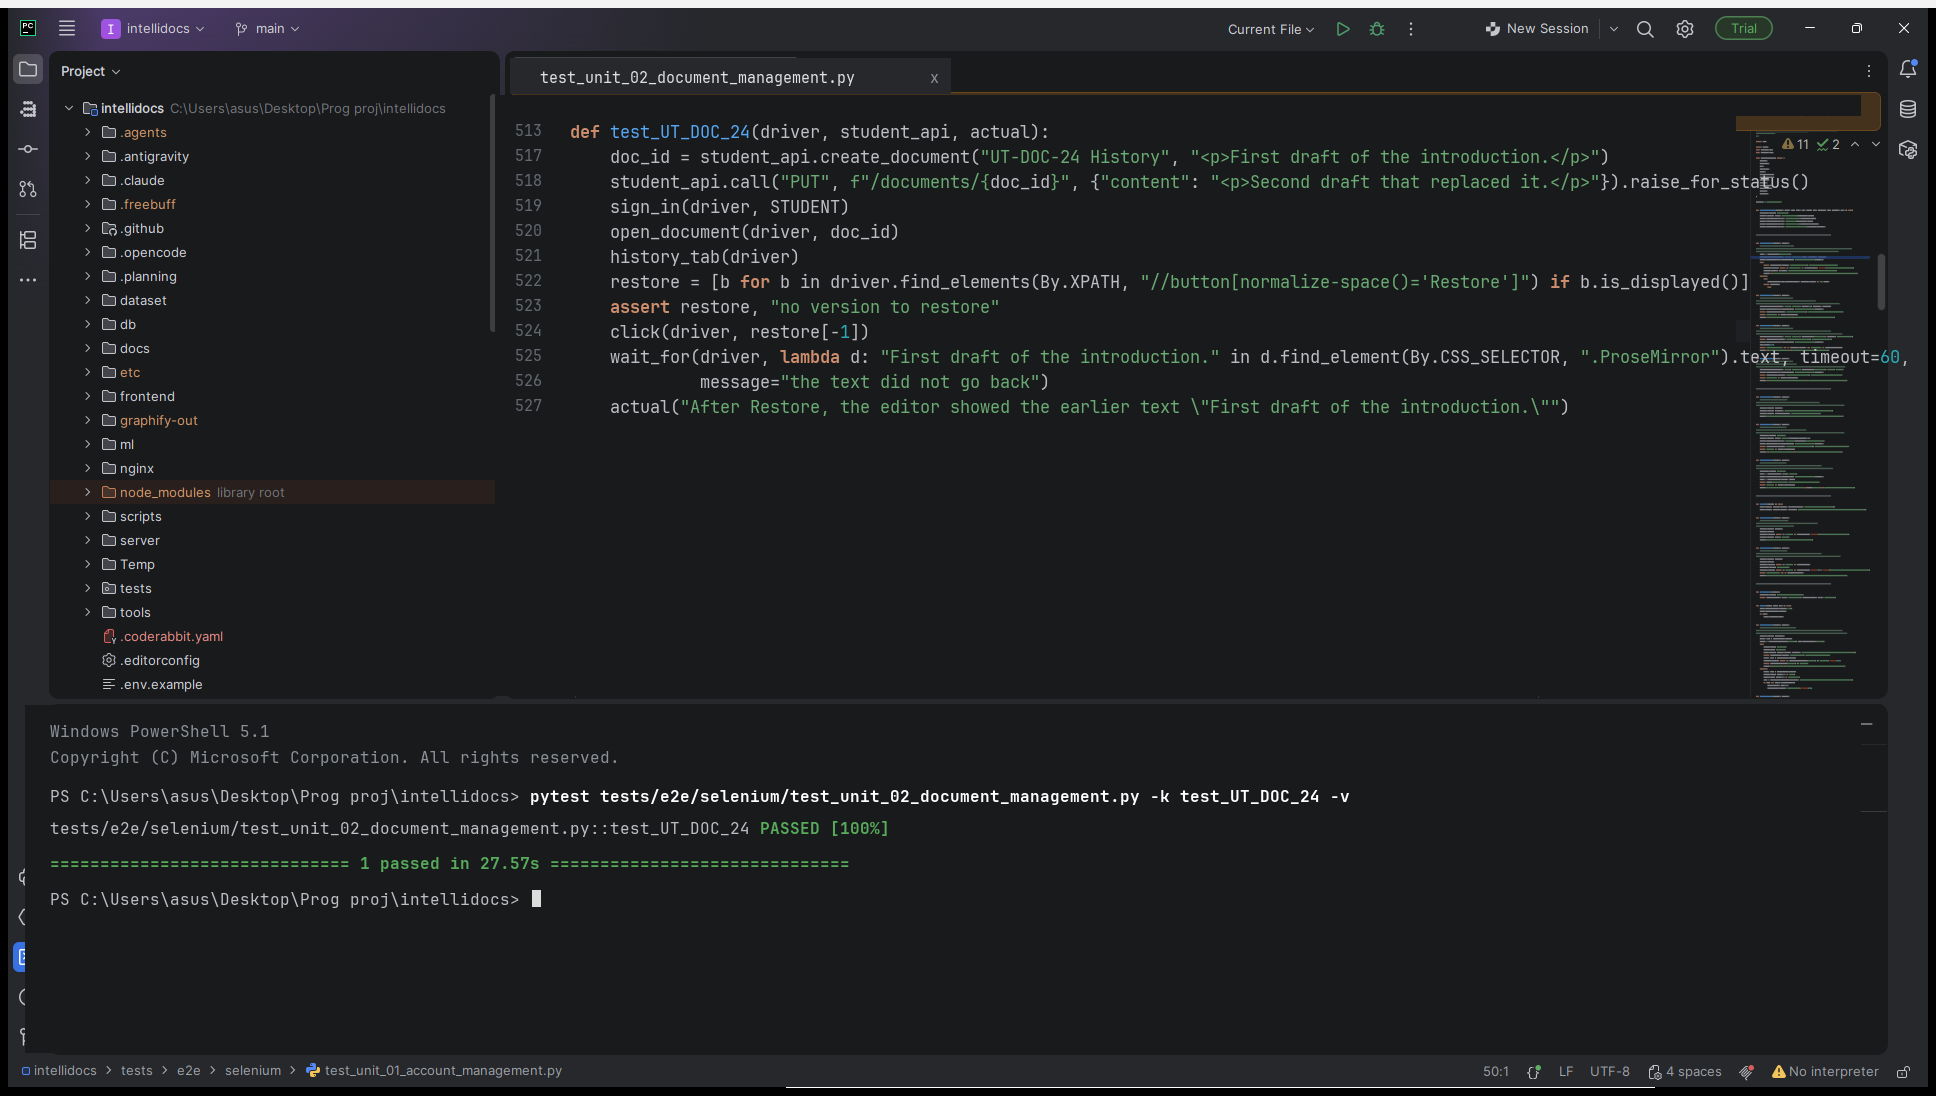 PC
I intellidocs main
Current File
New Session
Trial
Project
test_unit_02_document_management.py x
intellidocs C:\Users\asus\Desktop\Prog proj\intellidocs
.agents
.antigravity
.claude
.freebuff
.github
.opencode
.planning
dataset
db
docs
etc
frontend
graphify-out
ml
nginx
node_modules library root
scripts
server
Temp
tests
tools
.coderabbit.yaml
.editorconfig
.env.example
11 2
513 def test_UT_DOC_24(driver, student_api, actual):
517 doc_id = student_api.create_document("UT-DOC-24 History", "<p>First draft of the introduction.</p>")
518 student_api.call("PUT", f"/documents/{doc_id}", {"content": "<p>Second draft that replaced it.</p>"}).raise_for_status()
519 sign_in(driver, STUDENT)
520 open_document(driver, doc_id)
521 history_tab(driver)
522 restore = [b for b in driver.find_elements(By.XPATH, "//button[normalize-space()='Restore']") if b.is_displayed()]
523 assert restore, "no version to restore"
524 click(driver, restore[-1])
525 wait_for(driver, lambda d: "First draft of the introduction." in d.find_element(By.CSS_SELECTOR, ".ProseMirror").text, timeout=60,
526 message="the text did not go back")
527 actual("After Restore, the editor showed the earlier text \"First draft of the introduction.\"")
Windows PowerShell 5.1
Copyright (C) Microsoft Corporation. All rights reserved.
PS C:\Users\asus\Desktop\Prog proj\intellidocs> pytest tests/e2e/selenium/test_unit_02_document_management.py -k test_UT_DOC_24 -v
tests/e2e/selenium/test_unit_02_document_management.py::test_UT_DOC_24 PASSED [100%]
============================== 1 passed in 27.57s ==============================
PS C:\Users\asus\Desktop\Prog proj\intellidocs>
intellidocs > tests > e2e > selenium > test_unit_01_account_management.py
50:1 LF UTF-8 4 spaces No interpreter